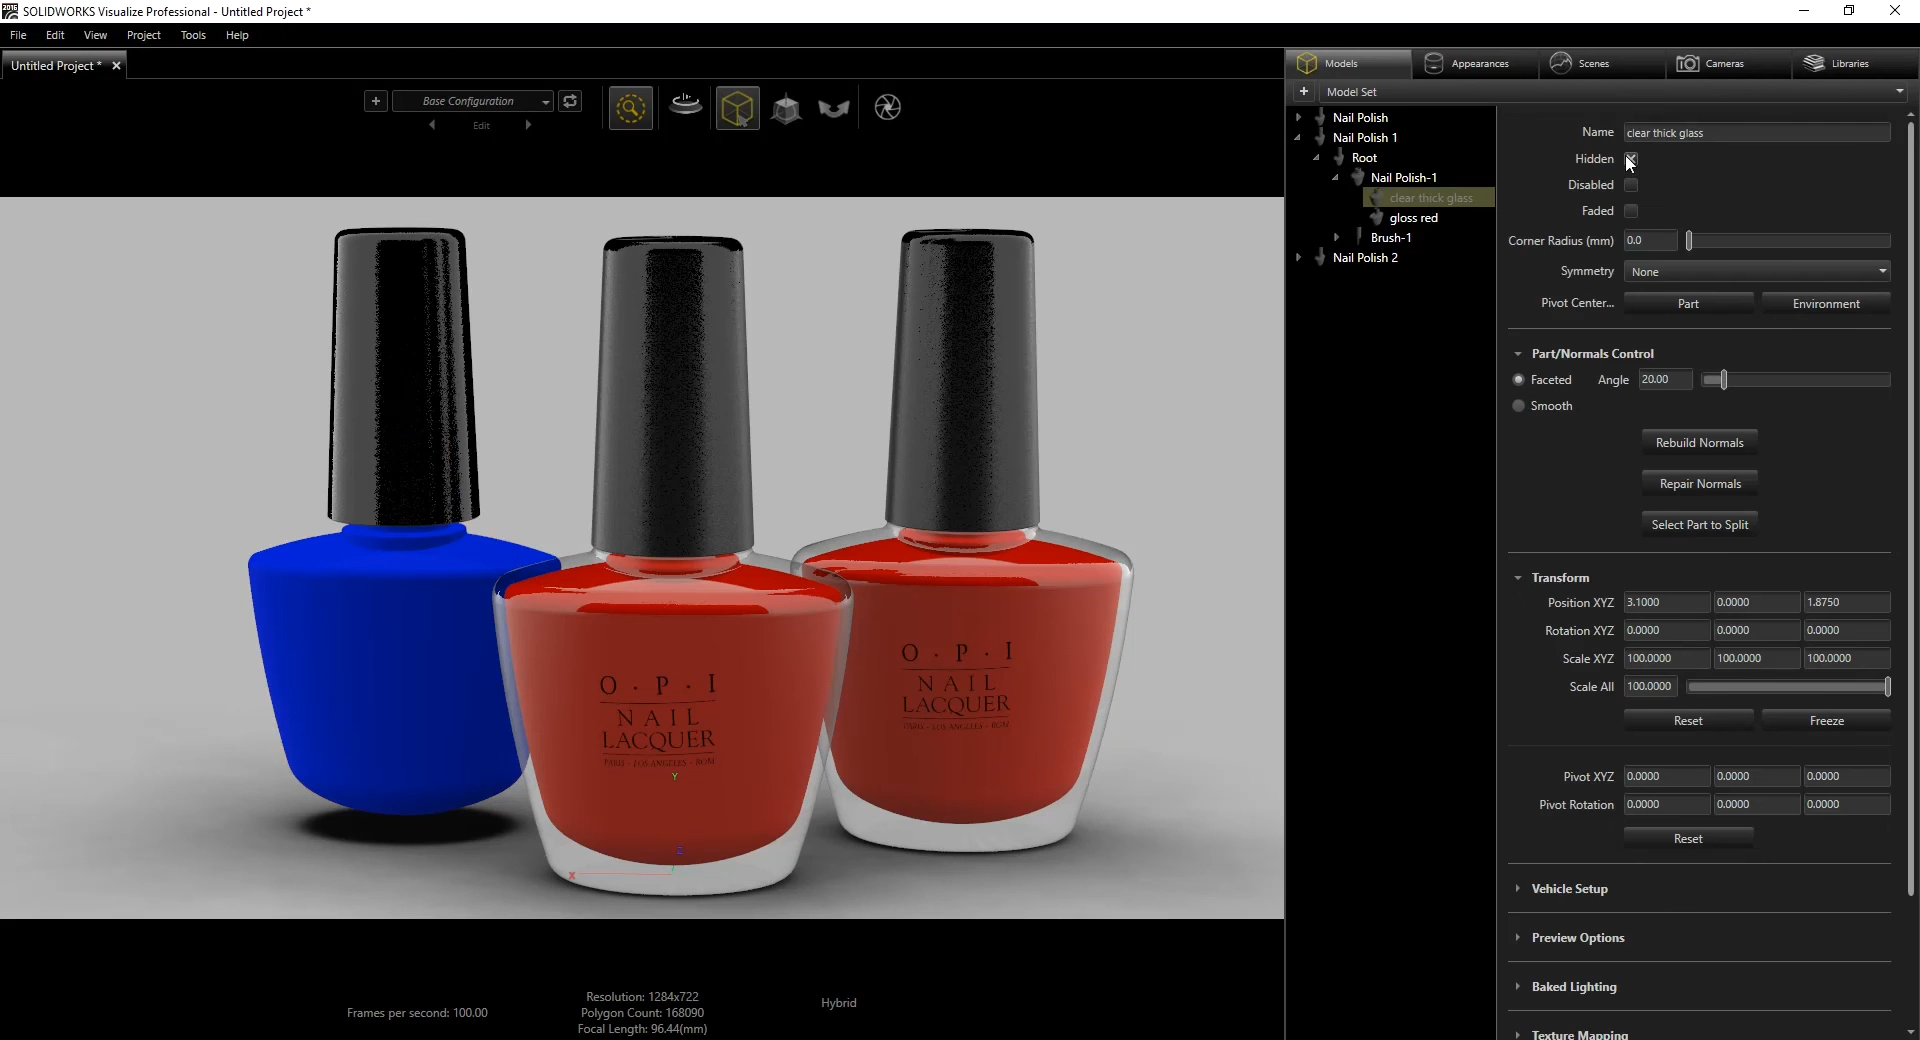 SOLIDWORKS Visualize Professional - Untitled Project *
File Edit View Project Tools Help
Untitled Project *
Base Configuration
Edit
Models Appearances Scenes Cameras Libraries
Model Set
Nail Polish
Nail Polish 1
Root
Nail Polish-1
clear thick glass
gloss red
Brush-1
Nail Polish 2
Name clear thick glass
Hidden
Disabled
Faded
Corner Radius (mm) 0.0
Symmetry None
Pivot Center... Part Environment
Part/Normals Control
Faceted Angle 20.00
Smooth
Rebuild Normals
Repair Normals
Select Part to Split
Transform
Position XYZ 3.1000 0.0000 1.8750
Rotation XYZ 0.0000 0.0000 0.0000
Scale XYZ 100.0000 100.0000 100.0000
Scale All 100.0000
Reset Freeze
Pivot XYZ 0.0000 0.0000 0.0000
Pivot Rotation 0.0000 0.0000 0.0000
Reset
Vehicle Setup
Preview Options
Baked Lighting
Texture Mapping
O · P · I
NAIL
LACQUER
PARIS · LOS ANGELES · ROM
Y
Z
X
O · P · I
NAIL
LACQUER
PARIS · LOS ANGELES · ROM
Frames per second: 100.00
Resolution: 1284x722
Polygon Count: 168090
Focal Length: 96.44(mm)
Hybrid